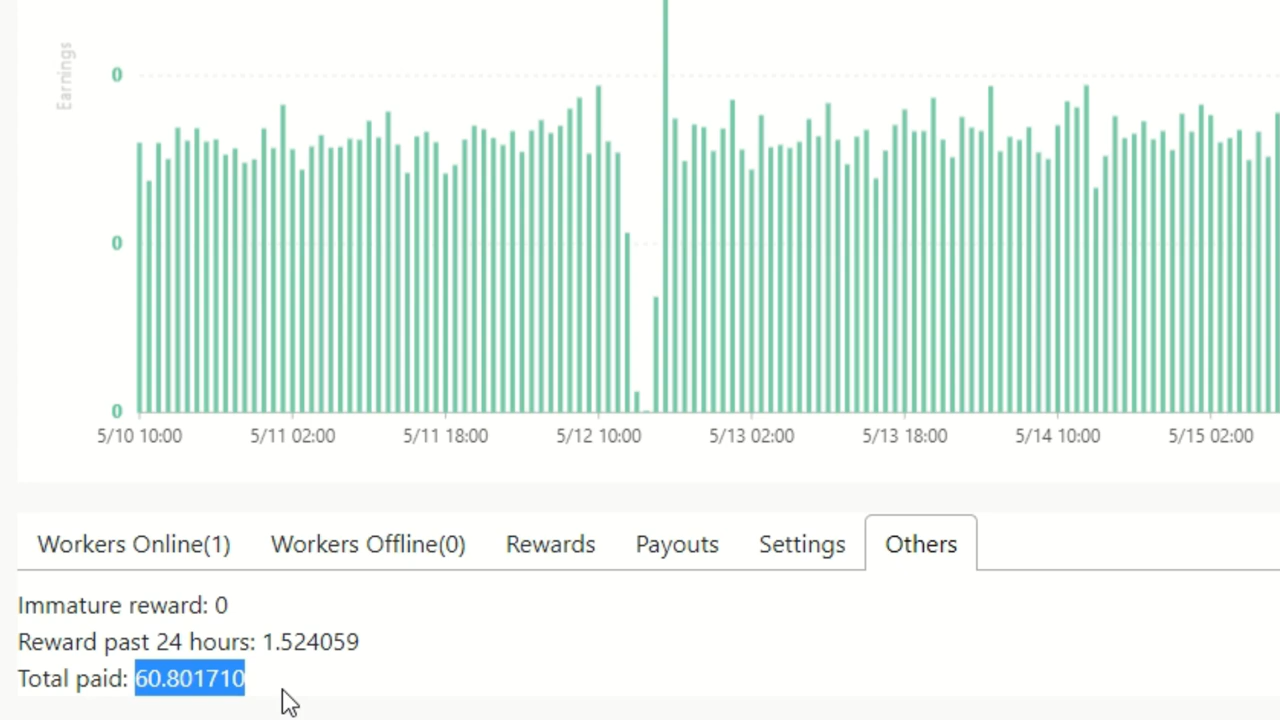 Earnings
0
0
0
5/10 10:00 5/11 02:00 5/11 18:00 5/12 10:00 5/13 02:00 5/13 18:00 5/14 10:00 5/15 02:00
Workers Online(1) Workers Offline(0) Rewards Payouts Settings Others
Immature reward: 0
Reward past 24 hours: 1.524059
Total paid: 60.801710